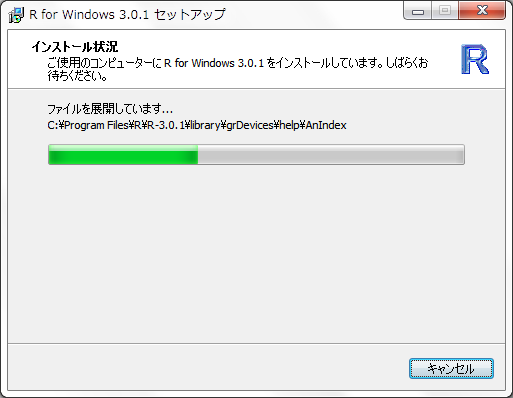 R for Windows 3.0.1 セットアップ
インストール状況
ご使用のコンピューターに R for Windows 3.0.1 をインストールしています。しばらくお
待ちください。
R
ファイルを展開しています...
C:¥Program Files¥R¥R-3.0.1¥library¥grDevices¥help¥AnIndex
キャンセル